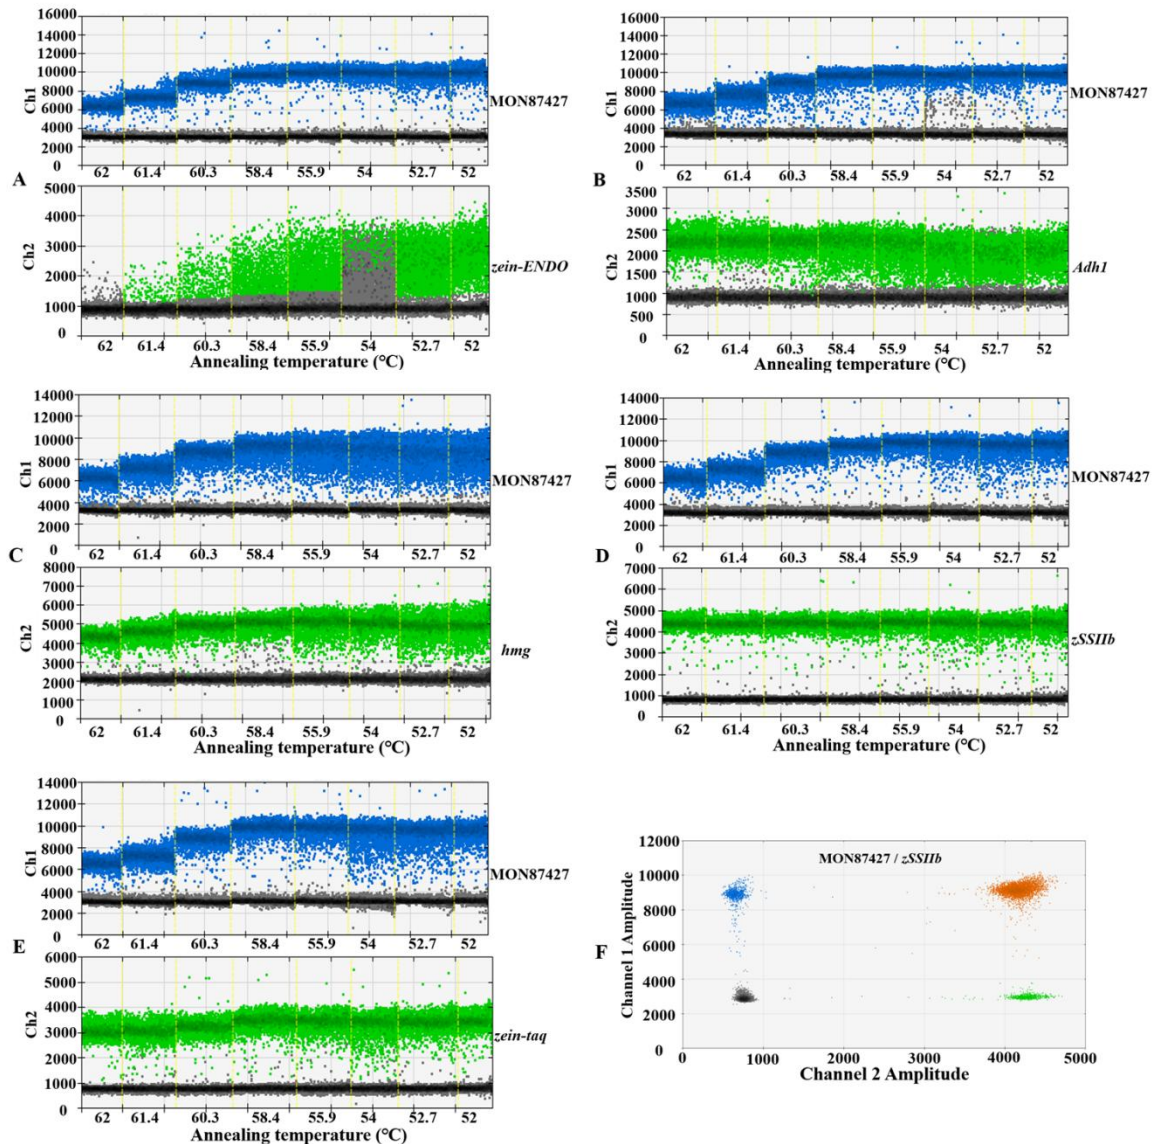 16000
14000
12000
10000
8000
6000
4000
2000
0
Ch1
MON87427
62 61.4 60.3 58.4 55.9 54 52.7 52
A
5000
4000
3000
2000
1000
0
Ch2
zein-ENDO
62 61.4 60.3 58.4 55.9 54 52.7 52
Annealing temperature (°C)
16000
14000
12000
10000
8000
6000
4000
2000
0
Ch1
MON87427
62 61.4 60.3 58.4 55.9 54 52.7 52
B
3500
3000
2500
2000
1500
1000
500
0
Ch2
Adh1
62 61.4 60.3 58.4 55.9 54 52.7 52
Annealing temperature (°C)
14000
12000
10000
8000
6000
4000
2000
0
Ch1
MON87427
62 61.4 60.3 58.4 55.9 54 52.7 52
C
8000
7000
6000
5000
4000
3000
2000
1000
0
Ch2
hmg
62 61.4 60.3 58.4 55.9 54 52.7 52
Annealing temperature (°C)
14000
12000
10000
8000
6000
4000
2000
0
Ch1
MON87427
62 61.4 60.3 58.4 55.9 54 52.7 52
D
7000
6000
5000
4000
3000
2000
1000
0
Ch2
zSSIIb
62 61.4 60.3 58.4 55.9 54 52.7 52
Annealing temperature (°C)
14000
12000
10000
8000
6000
4000
2000
0
Ch1
MON87427
62 61.4 60.3 58.4 55.9 54 52.7 52
E
6000
5000
4000
3000
2000
1000
0
Ch2
zein-taq
62 61.4 60.3 58.4 55.9 54 52.7 52
Annealing temperature (°C)
12000
10000
8000
6000
4000
2000
0
Channel 1 Amplitude
MON87427 / zSSIIb
F
0 1000 2000 3000 4000 5000
Channel 2 Amplitude